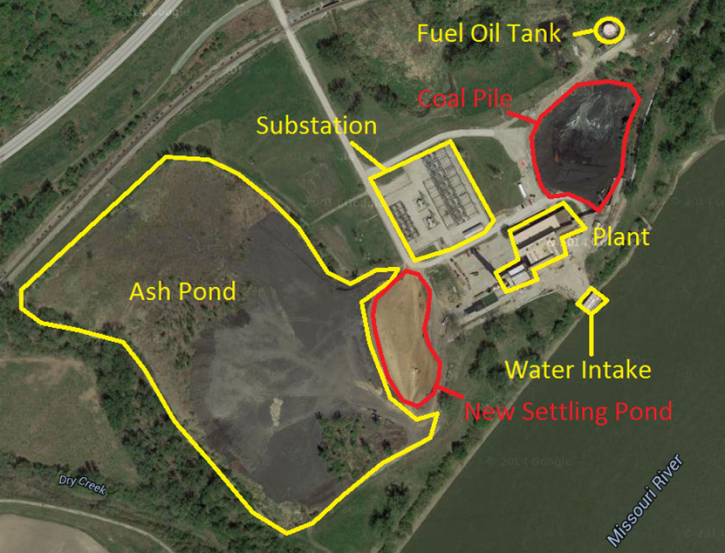 Fuel Oil Tank
Coal Pile
Substation
Plant
Ash Pond
Water Intake
New Settling Pond
Dry Creek
Missouri River